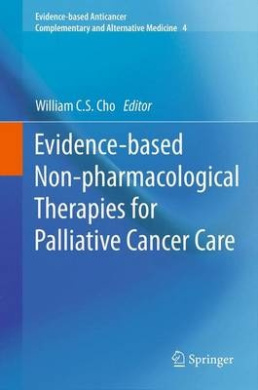 Evidence-based Anticancer
Complementary and Alternative Medicine 4
William C.S. Cho Editor
Evidence-based
Non-pharmacological
Therapies for
Palliative Cancer Care
Springer